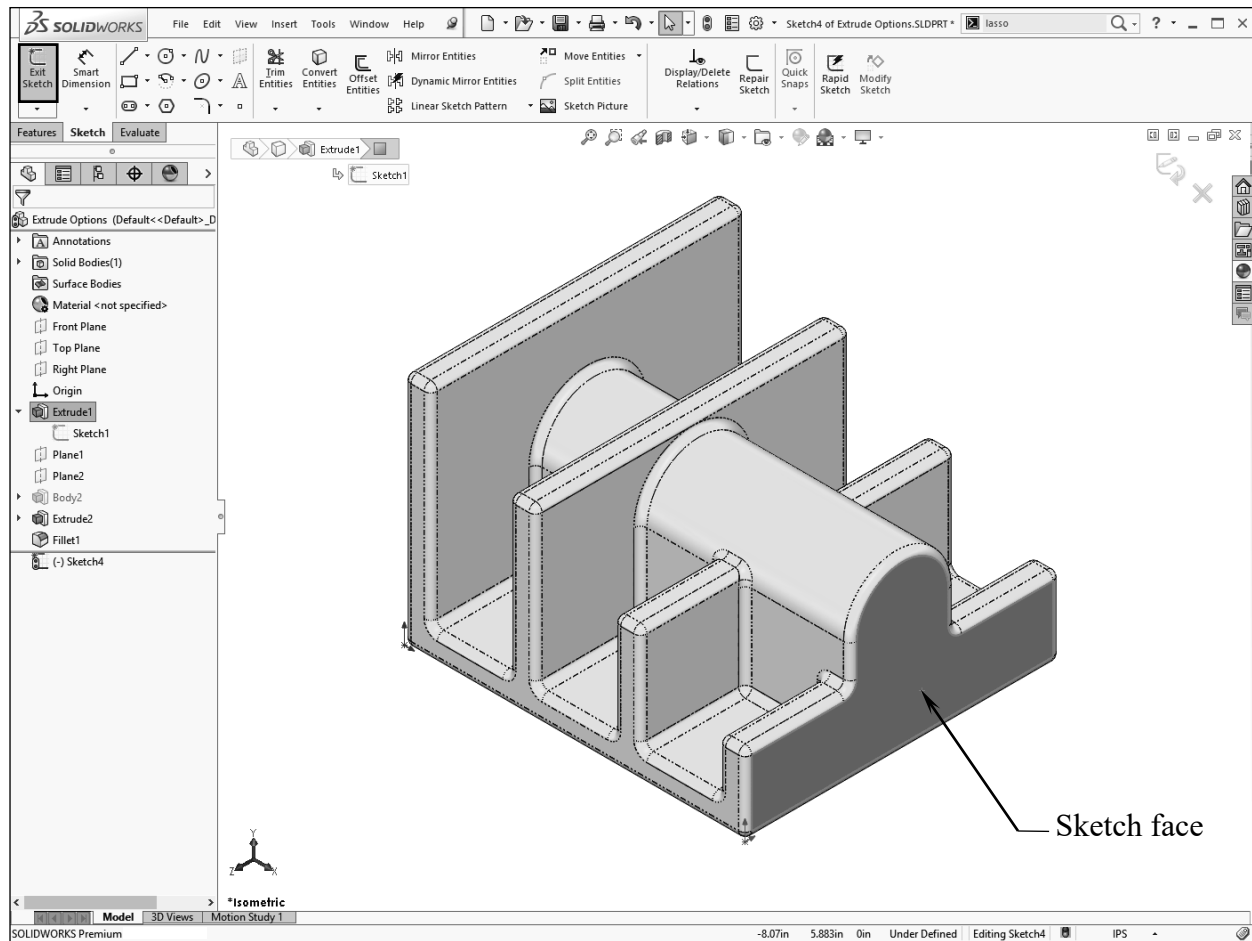 SOLIDWORKS File Edit View Insert Tools Window Help Sketch4 of Extrude Options.SLDPRT * lasso
Exit Sketch
Smart Dimension
Trim Entities
Convert Entities
Offset Entities
Mirror Entities
Dynamic Mirror Entities
Linear Sketch Pattern
Move Entities
Split Entities
Sketch Picture
Display/Delete Relations
Repair Sketch
Quick Snaps
Rapid Sketch
Modify Sketch
Features Sketch Evaluate
Extrude1
Sketch1
Extrude Options (Default<<Default>_D
Annotations
Solid Bodies(1)
Surface Bodies
Material <not specified>
Front Plane
Top Plane
Right Plane
Origin
Extrude1
Sketch1
Plane1
Plane2
Body2
Extrude2
Fillet1
(-) Sketch4
Sketch face
Y
Z X
*Isometric
Model 3D Views Motion Study 1
SOLIDWORKS Premium -8.07in 5.883in 0in Under Defined Editing Sketch4 IPS